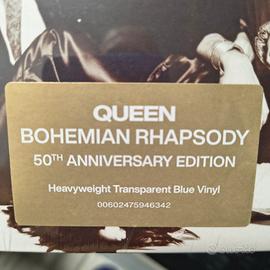 QUEEN
BOHEMIAN RHAPSODY
50TH ANNIVERSARY EDITION
Heavyweight Transparent Blue Vinyl
00602475946342